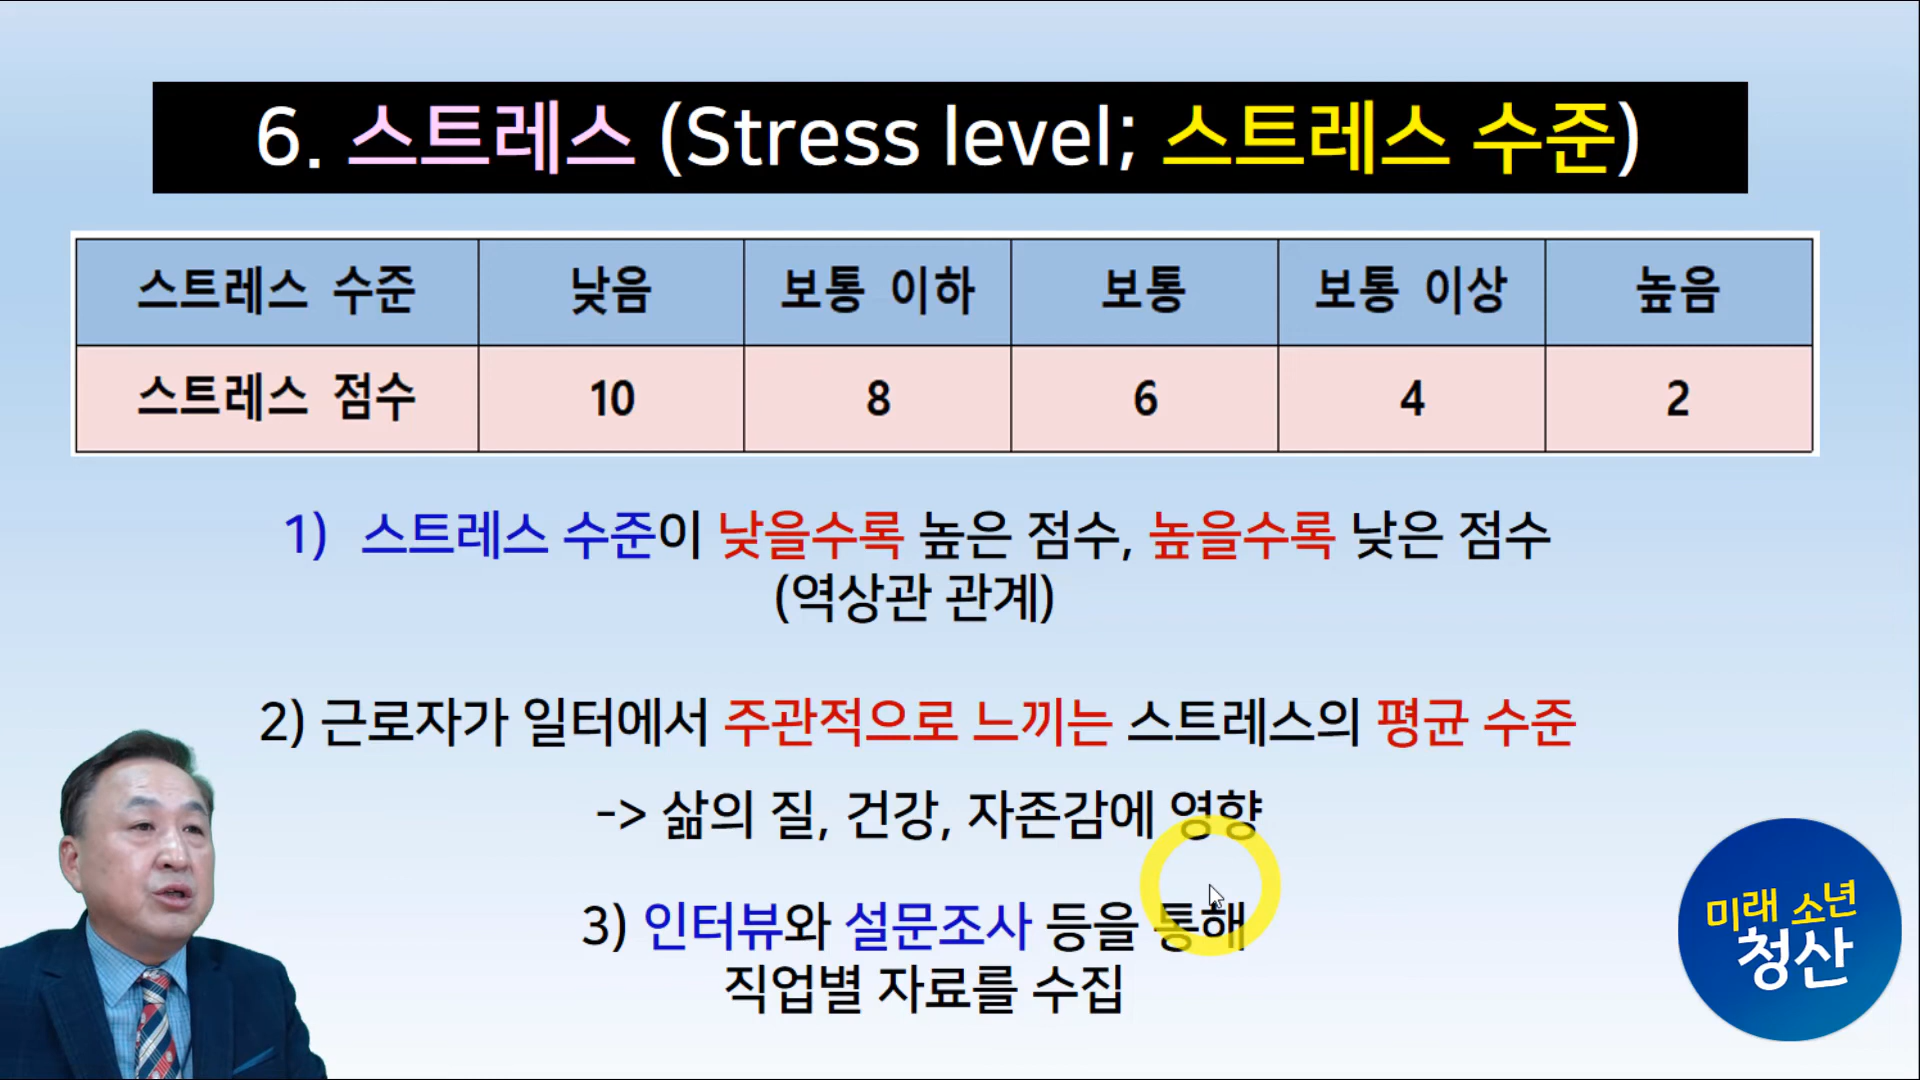 6. 스트레스 (Stress level; 스트레스 수준)
스트레스 수준 낮음 보통 이하 보통 보통 이상 높음
스트레스 점수 10 8 6 4 2
1) 스트레스 수준이 낮을수록 높은 점수, 높을수록 낮은 점수
(역상관 관계)
2) 근로자가 일터에서 주관적으로 느끼는 스트레스의 평균 수준
-> 삶의 질, 건강, 자존감에 영향
3) 인터뷰와 설문조사 등을 통해
직업별 자료를 수집
미래 소년
청산